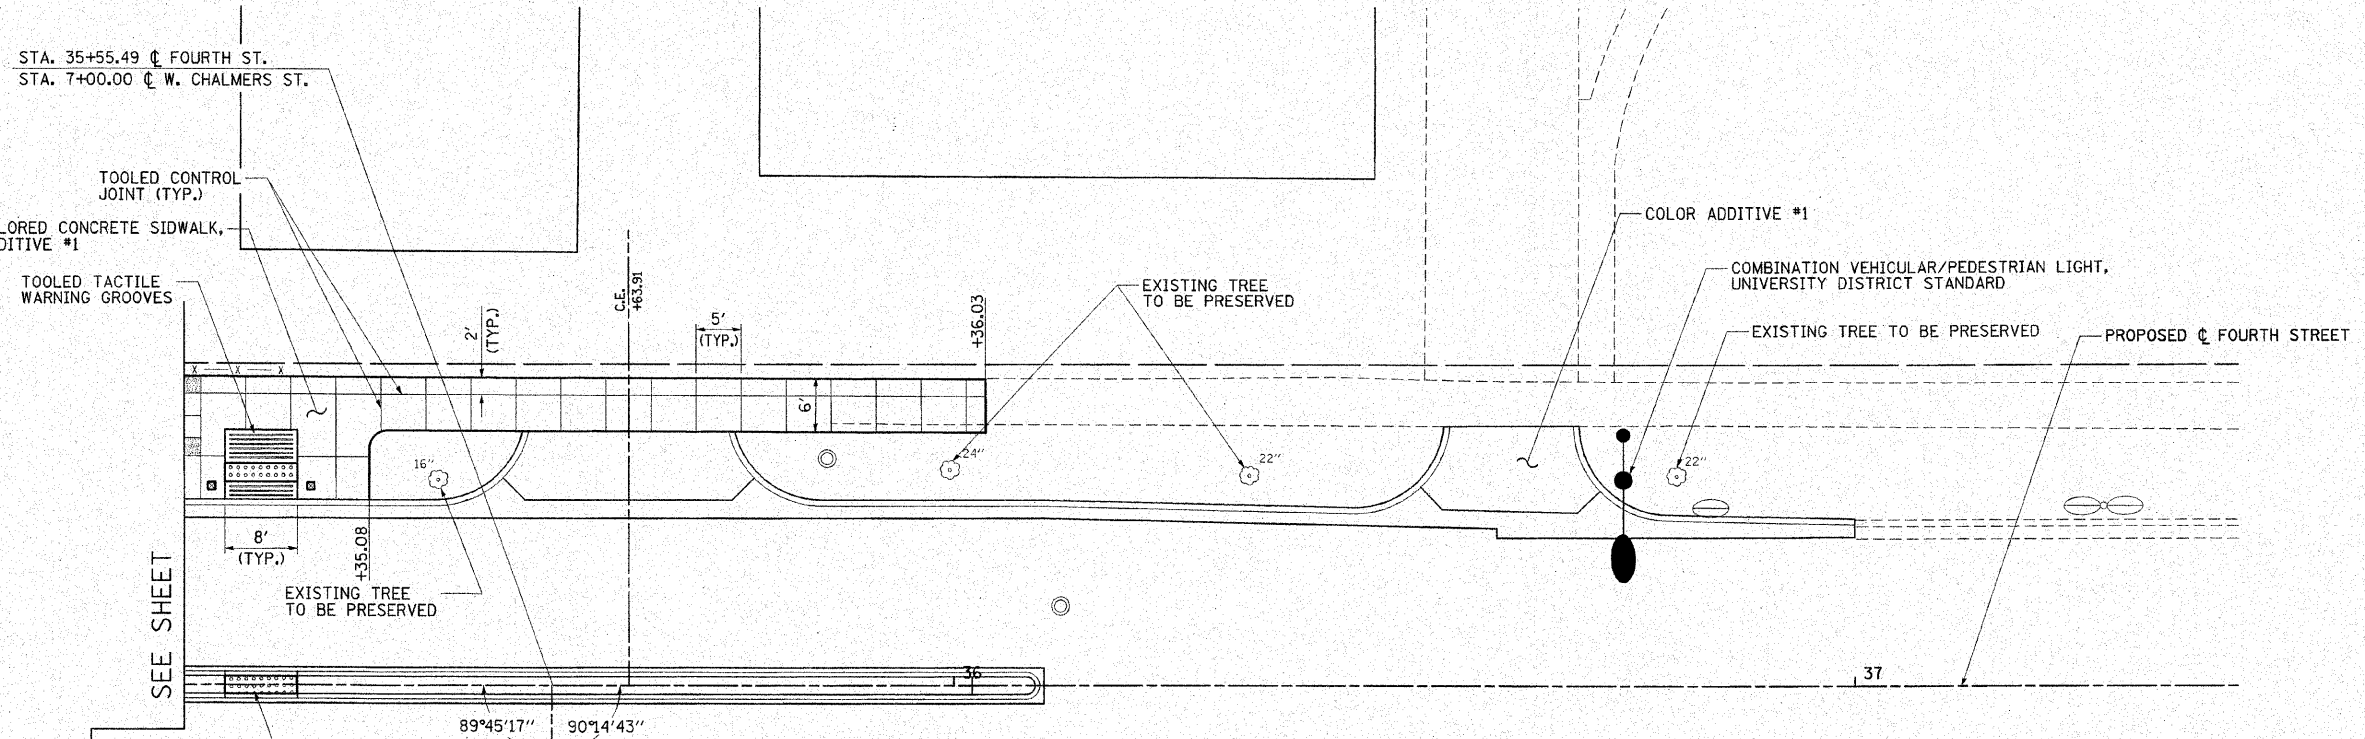 STA. 35+55.49 ℄ FOURTH ST.
STA. 7+00.00 ℄ W. CHALMERS ST.
TOOLED CONTROL
JOINT (TYP.)
LORED CONCRETE SIDWALK,
DITIVE #1
TOOLED TACTILE
WARNING GROOVES
C.E.
+63.91
2'
(TYP.)
5'
(TYP.)
+36.03
EXISTING TREE
TO BE PRESERVED
COLOR ADDITIVE #1
COMBINATION VEHICULAR/PEDESTRIAN LIGHT,
UNIVERSITY DISTRICT STANDARD
EXISTING TREE TO BE PRESERVED
PROPOSED ℄ FOURTH STREET
X X X
6'
16"
24"
22"
22"
8'
(TYP.)
+35.08
EXISTING TREE
TO BE PRESERVED
SEE SHEET
36
37
89°45'17"
90°14'43"